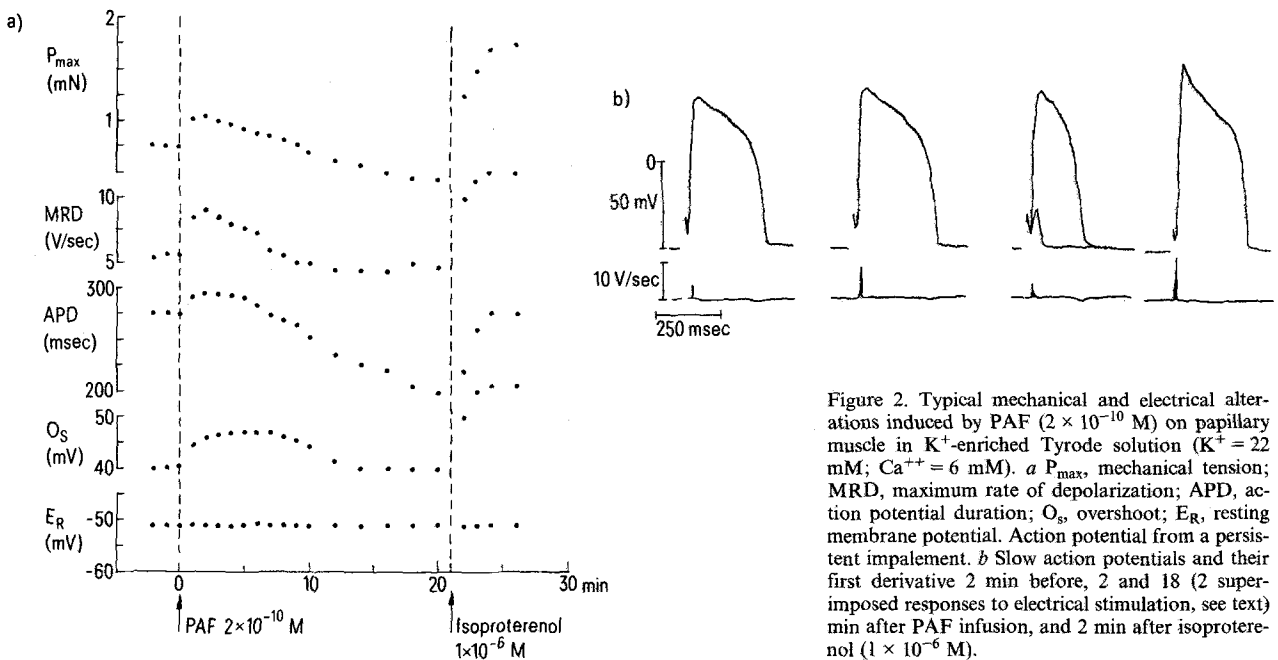 a)
2
P_max
(mN)
1
10
MRD
(V/sec)
5
300
APD
(msec)
200
50
O_S
(mV)
40
E_R
-50
(mV)
-60
0
10
20
30
min
PAF 2×10⁻¹⁰ M
Isoproterenol
1×10⁻⁶ M
b)
0
50 mV
10 V/sec
250 msec
Figure 2. Typical mechanical and electrical alter-
ations induced by PAF (2 × 10⁻¹⁰ M) on papillary
muscle in K⁺-enriched Tyrode solution (K⁺ = 22
mM; Ca⁺⁺ = 6 mM). a P_max, mechanical tension;
MRD, maximum rate of depolarization; APD, ac-
tion potential duration; O_s, overshoot; E_R, resting
membrane potential. Action potential from a persis-
tent impalement. b Slow action potentials and their
first derivative 2 min before, 2 and 18 (2 super-
imposed responses to electrical stimulation, see text)
min after PAF infusion, and 2 min after isoprotere-
nol (1 × 10⁻⁶ M).